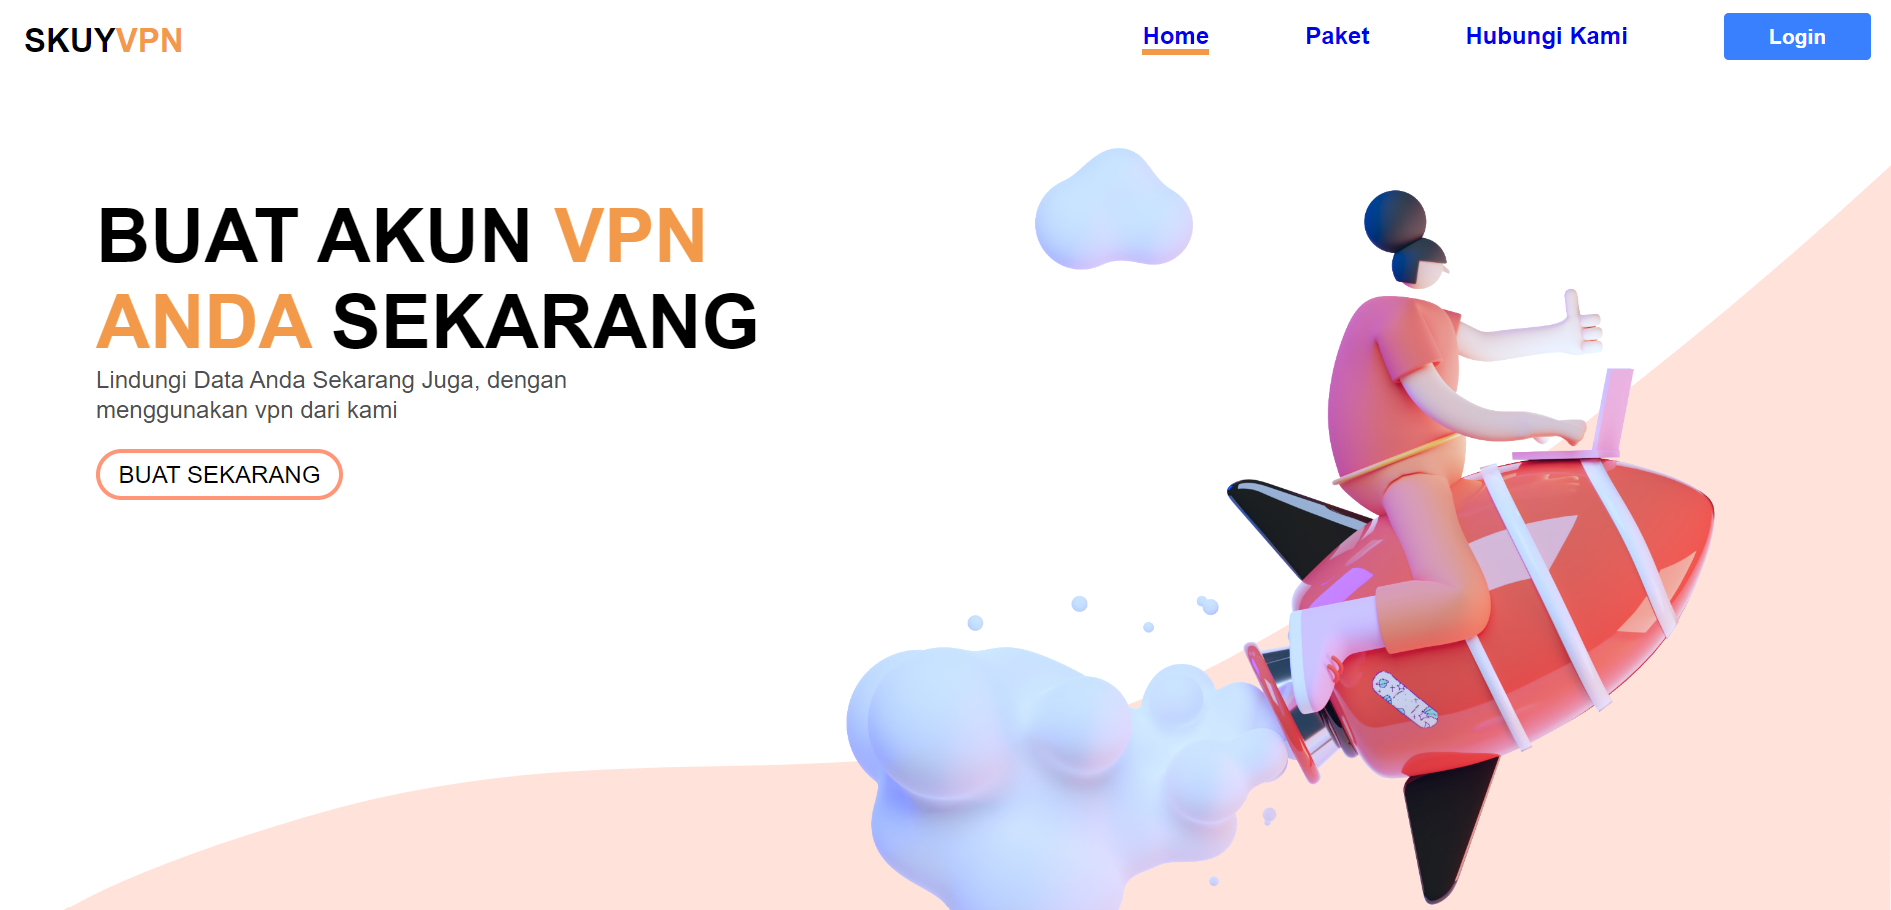 SKUYVPN
Home
Paket
Hubungi Kami
Login
BUAT AKUN VPN
ANDA SEKARANG
Lindungi Data Anda Sekarang Juga, dengan
menggunakan vpn dari kami
BUAT SEKARANG